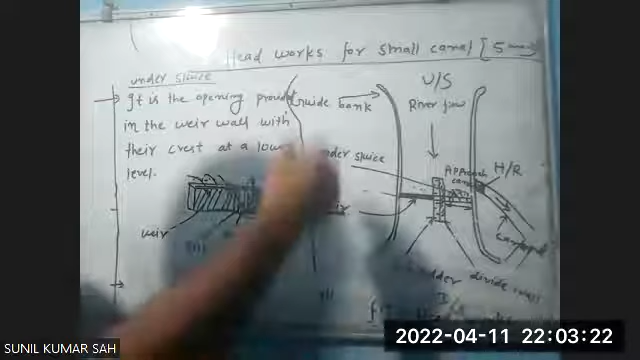 Head works for small canal [5
under sluice
It is the opening provided
in the weir wall with
their crest at a low
level.
weir
U/S
Guide bank
River flow
under sluice
Approach
H/R
divide wall
SUNIL KUMAR SAH
2022-04-11 22:03:22